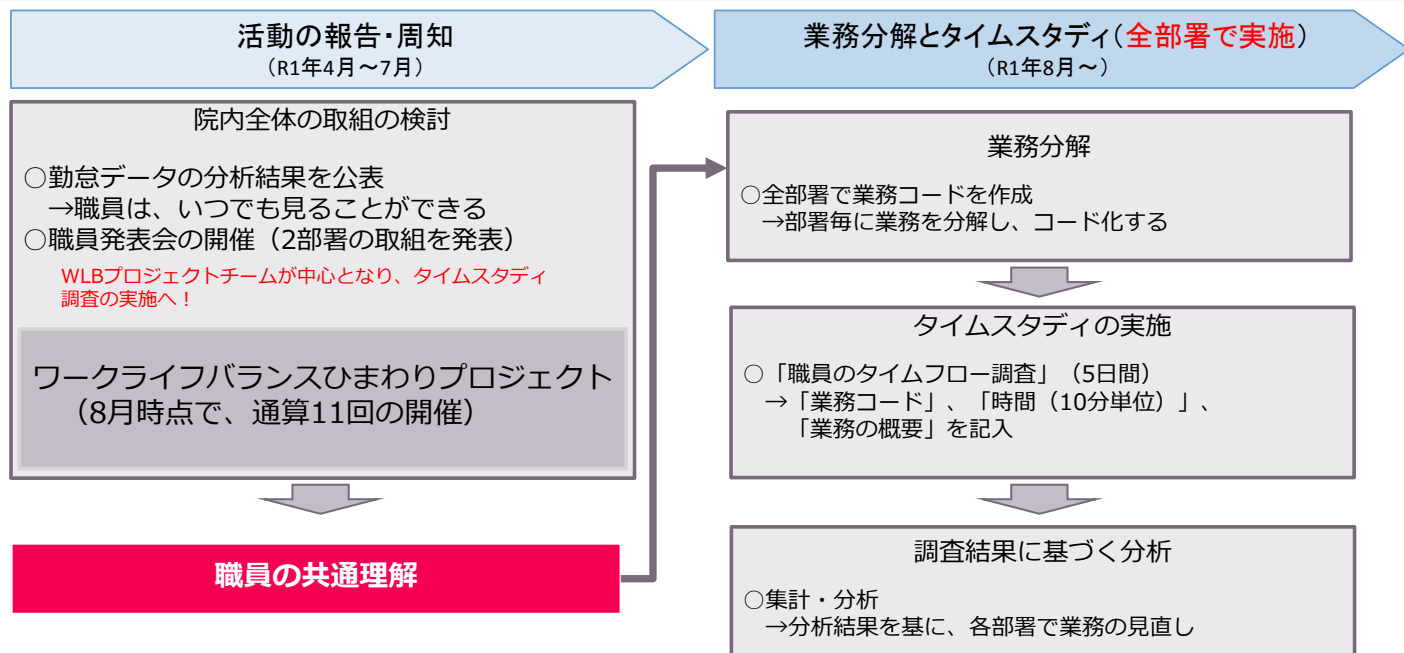 活動の報告・周知
（R1年4月～7月）
院内全体の取組の検討
○勤怠データの分析結果を公表
→職員は、いつでも見ることができる
○職員発表会の開催（2部署の取組を発表）
WLBプロジェクトチームが中心となり、タイムスタディ
調査の実施へ！
ワークライフバランスひまわりプロジェクト
（8月時点で、通算11回の開催）
職員の共通理解
業務分解とタイムスタディ（全部署で実施）
（R1年8月～）
業務分解
○全部署で業務コードを作成
→部署毎に業務を分解し、コード化する
タイムスタディの実施
○「職員のタイムフロー調査」（5日間）
→「業務コード」、「時間（10分単位）」、
「業務の概要」を記入
調査結果に基づく分析
○集計・分析
→分析結果を基に、各部署で業務の見直し